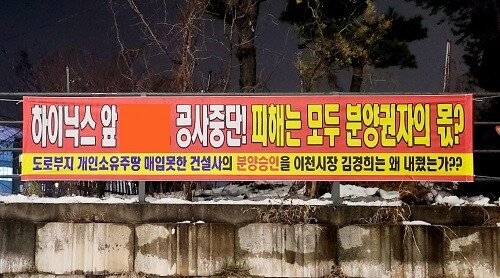 하이닉스 앞 공사중단! 피해는 모두 분양권자의 몫?
도로부지 개인소유주땅 매입못한 건설사의 분양승인을 이천시장 김경희는 왜 내줬는가??